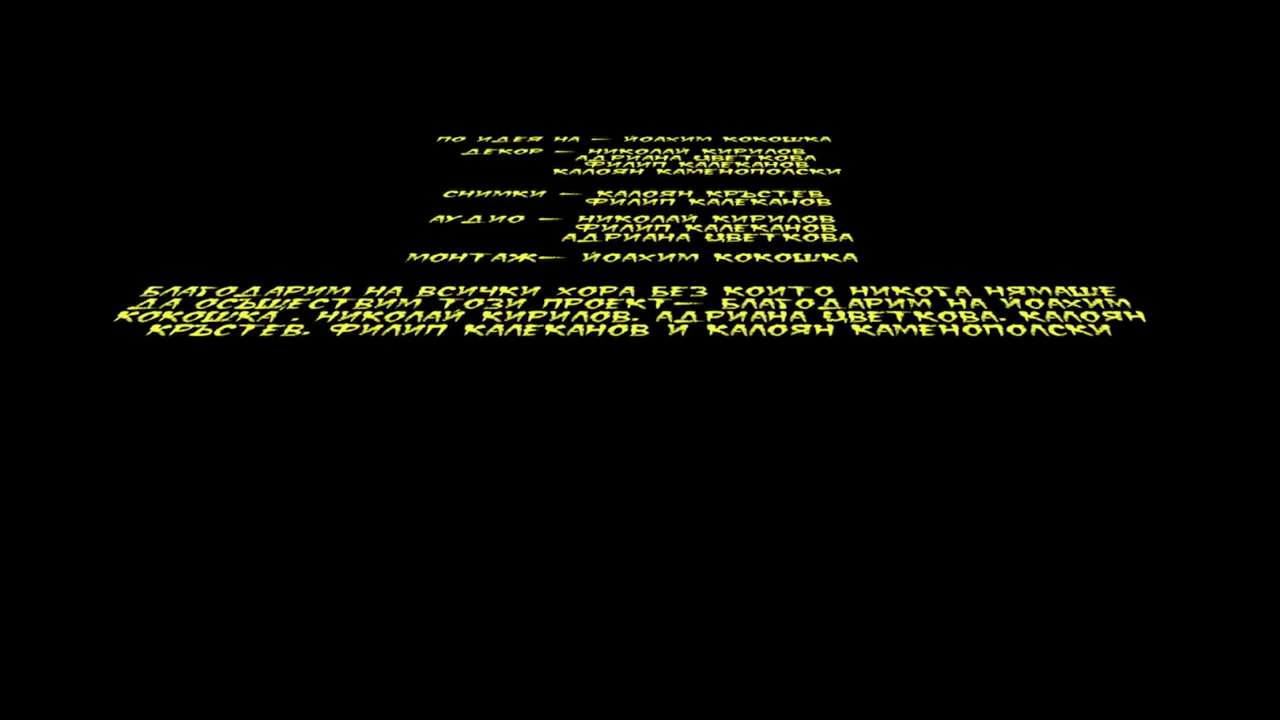 ПО ИДЕЯ НА – ЙОАХИМ КОКОШКА
ДЕКОР – НИКОЛАЙ КИРИЛОВ
АДРИАНА ЦВЕТКОВА
ФИЛИП КАЛЕКАНОВ
КАЛОЯН КАМЕНОПОЛСКИ
СНИМКИ – КАЛОЯН КРЪСТЕВ
ФИЛИП КАЛЕКАНОВ
АУДИО – НИКОЛАЙ КИРИЛОВ
ФИЛИП КАЛЕКАНОВ
АДРИАНА ЦВЕТКОВА
МОНТАЖ– ЙОАХИМ КОКОШКА
БЛАГОДАРИМ НА ВСИЧКИ ХОРА БЕЗ КОИТО НИКОГА НЯМАШЕ
ДА ОСЪЩЕСТВИМ ТОЗИ ПРОЕКТ– БЛАГОДАРИМ НА ЙОАХИМ
КОКОШКА , НИКОЛАЙ КИРИЛОВ, АДРИАНА ЦВЕТКОВА, КАЛОЯН
КРЪСТЕВ, ФИЛИП КАЛЕКАНОВ И КАЛОЯН КАМЕНОПОЛСКИ